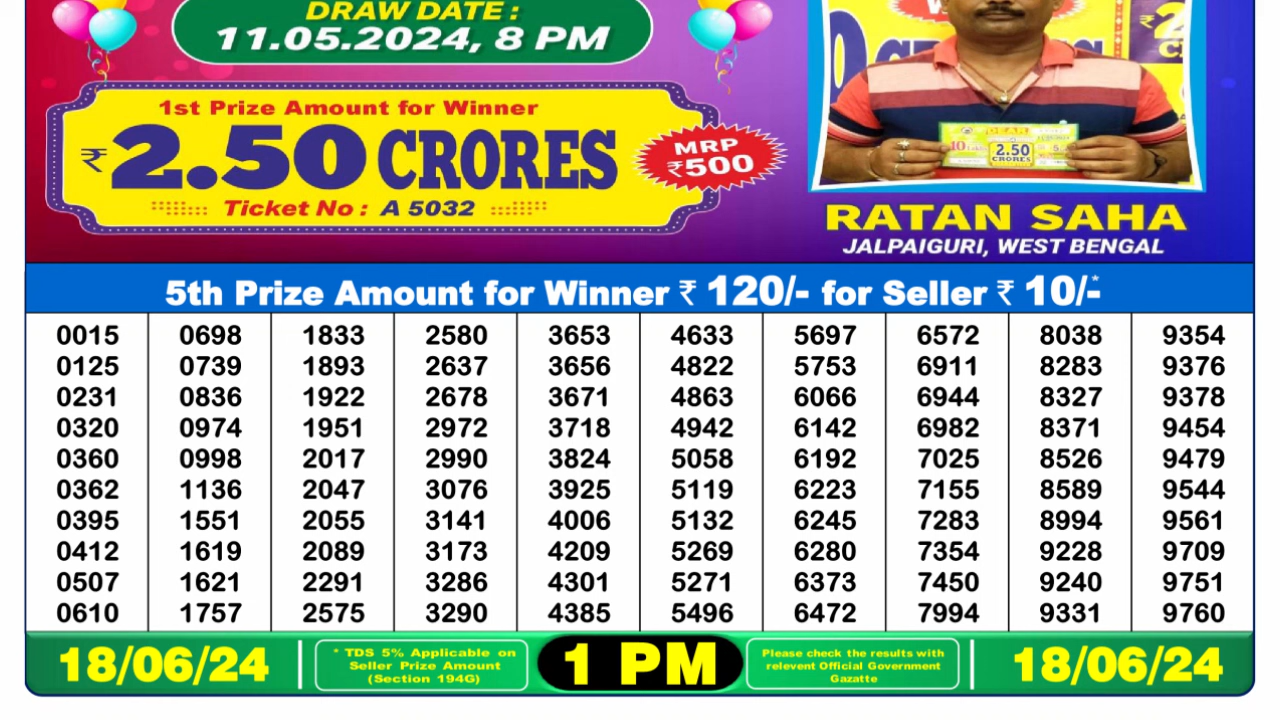 DRAW DATE :
11.05.2024, 8 PM
1st Prize Amount for Winner
₹2.50 CRORES
MRP
₹500
Ticket No : A 5032
DEAR
10
2.50
CRORES
RATAN SAHA
JALPAIGURI, WEST BENGAL
5th Prize Amount for Winner ₹ 120/- for Seller ₹ 10/-*
0015 0698 1833 2580 3653 4633 5697 6572 8038 9354
0125 0739 1893 2637 3656 4822 5753 6911 8283 9376
0231 0836 1922 2678 3671 4863 6066 6944 8327 9378
0320 0974 1951 2972 3718 4942 6142 6982 8371 9454
0360 0998 2017 2990 3824 5058 6192 7025 8526 9479
0362 1136 2047 3076 3925 5119 6223 7155 8589 9544
0395 1551 2055 3141 4006 5132 6245 7283 8994 9561
0412 1619 2089 3173 4209 5269 6280 7354 9228 9709
0507 1621 2291 3286 4301 5271 6373 7450 9240 9751
0610 1757 2575 3290 4385 5496 6472 7994 9331 9760
18/06/24
* TDS 5% Applicable on
Seller Prize Amount
(Section 194G)
1 PM
Please check the results with
relevent Official Government
Gazatte
18/06/24